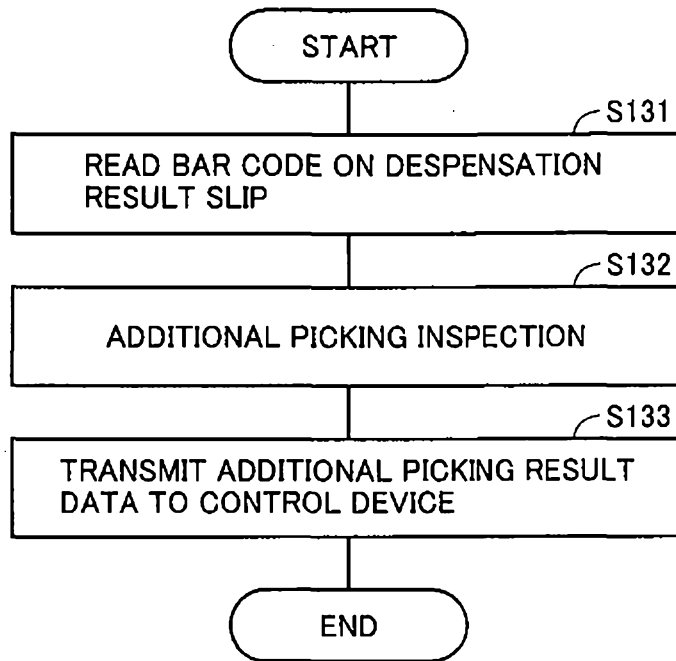 START
S131
READ BAR CODE ON DESPENSATION
RESULT SLIP
S132
ADDITIONAL PICKING INSPECTION
S133
TRANSMIT ADDITIONAL PICKING RESULT
DATA TO CONTROL DEVICE
END